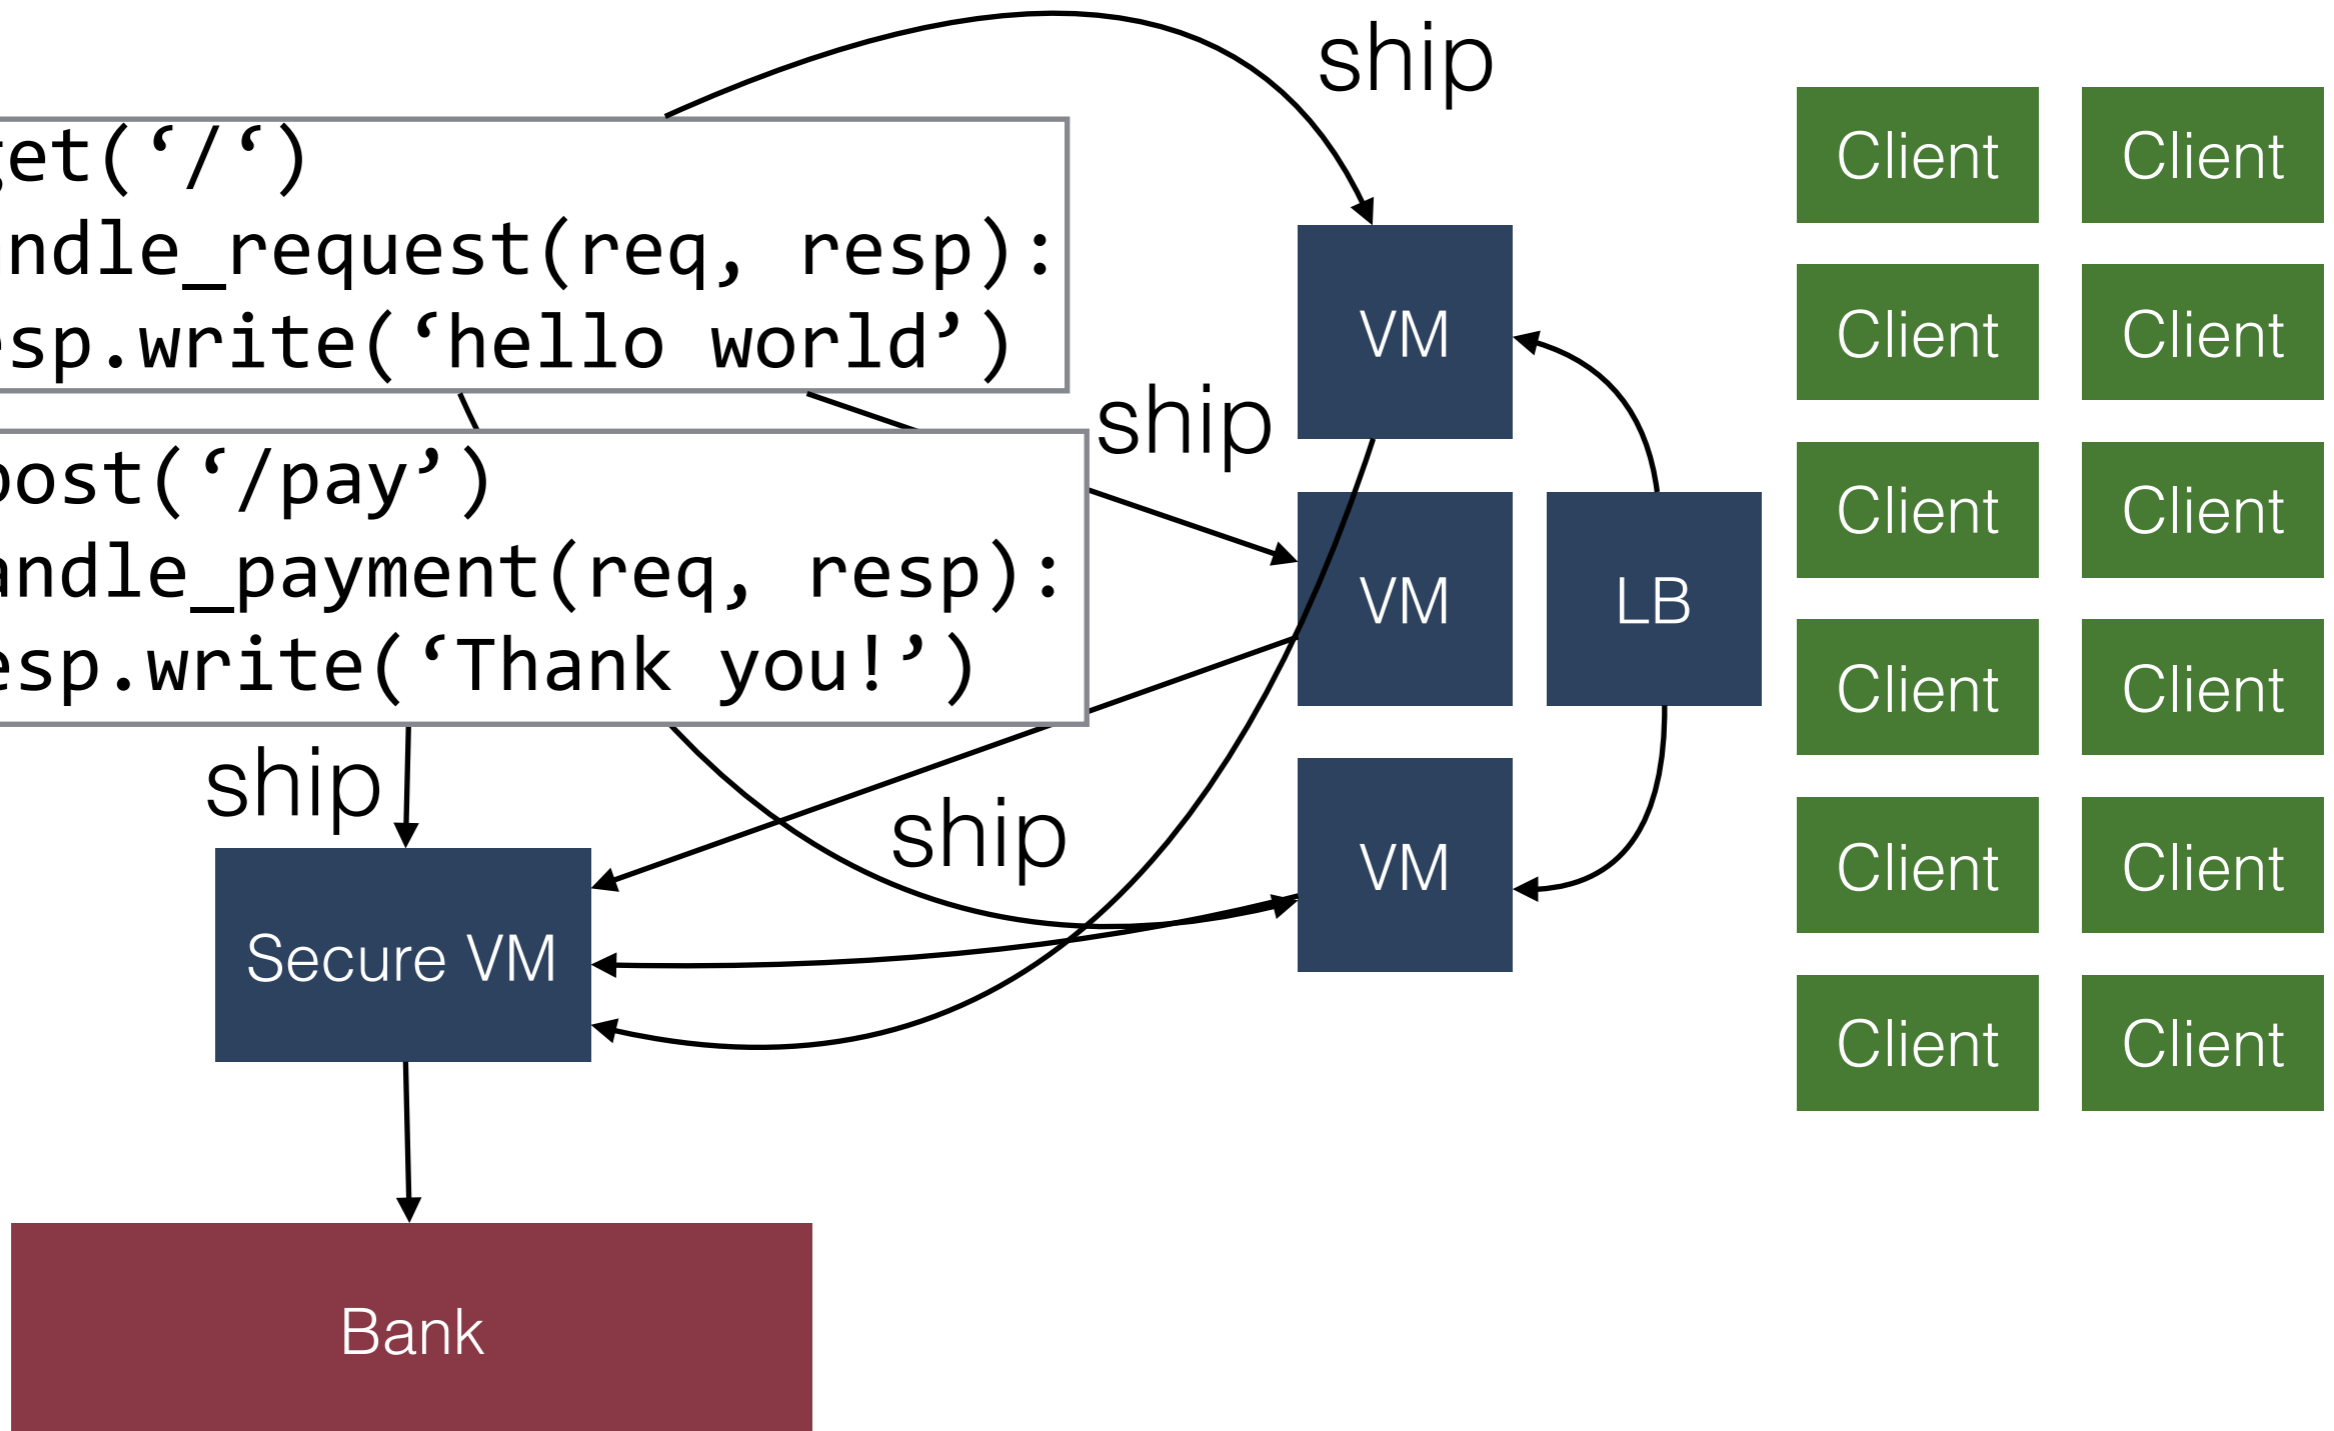 ship
et(‘/‘)
ndle_request(req, resp):
sp.write(‘hello world’)
ship
post(‘/pay’)
andle_payment(req, resp):
esp.write(‘Thank you!’)
ship
ship
VM
VM
VM
LB
Secure VM
Bank
Client Client
Client Client
Client Client
Client Client
Client Client
Client Client